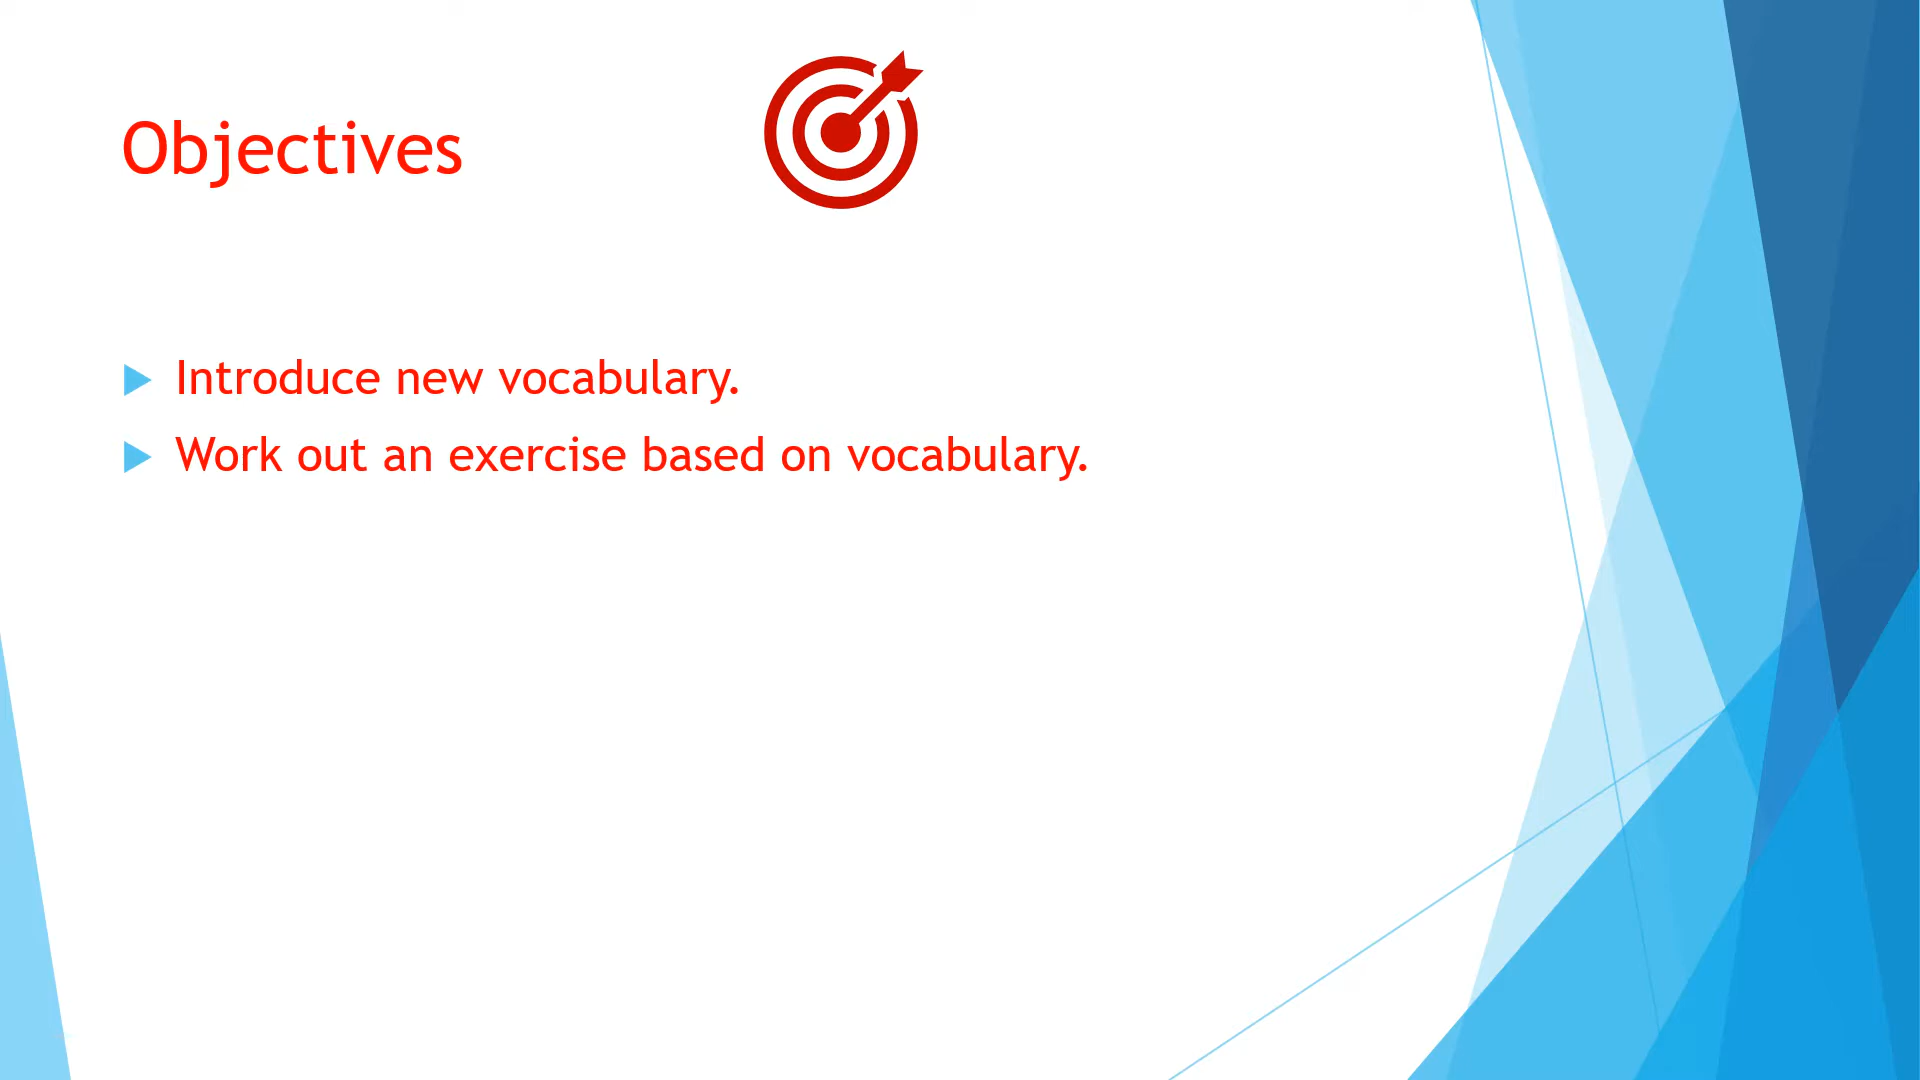 Objectives
Introduce new vocabulary.
Work out an exercise based on vocabulary.